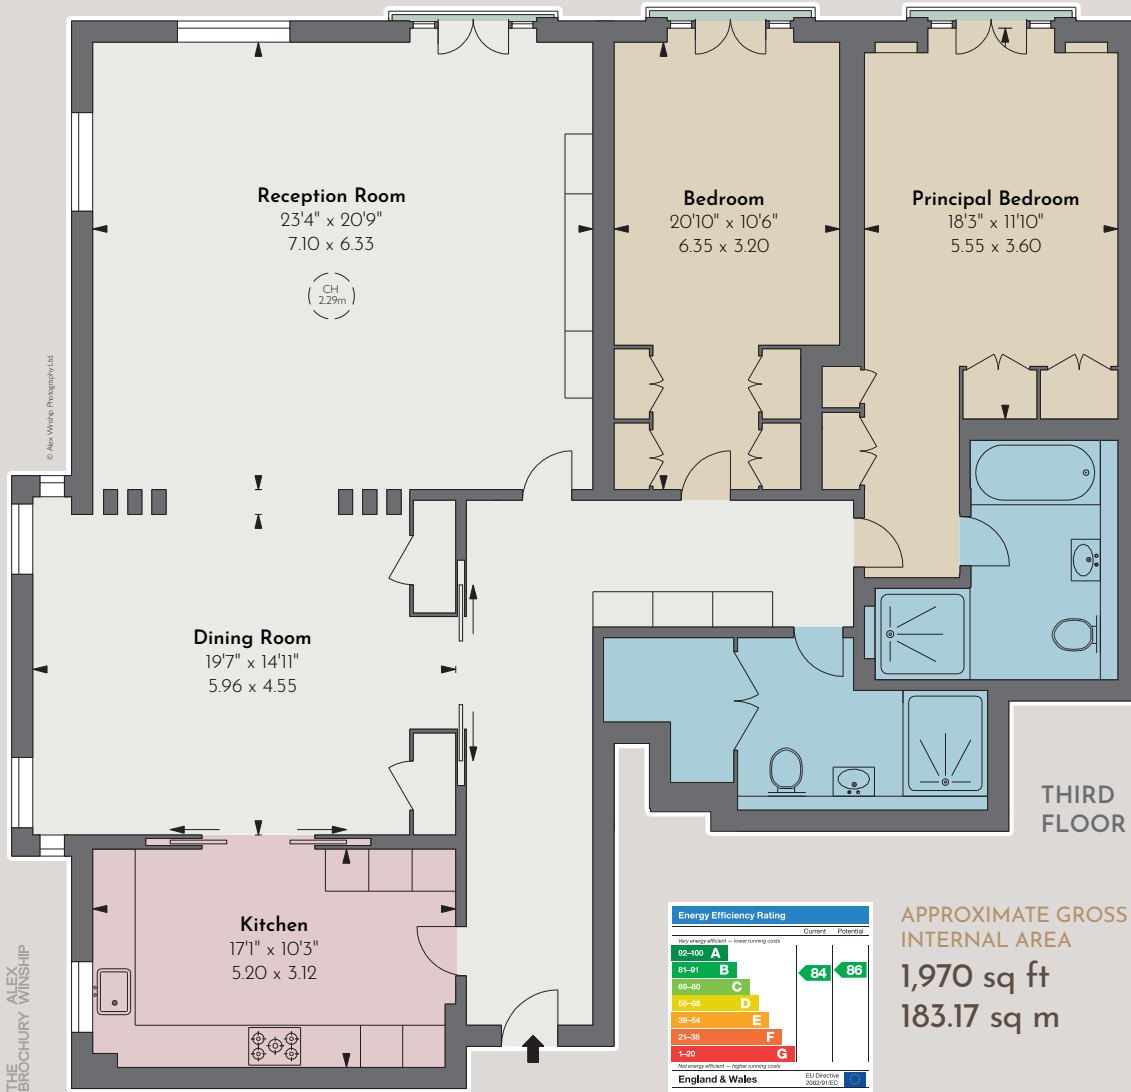 Reception Room
23'4" x 20'9"
7.10 x 6.33
CH
2.29m
Bedroom
20'10" x 10'6"
6.35 x 3.20
Principal Bedroom
18'3" x 11'10"
5.55 x 3.60
© Alex Winship Photography Ltd.
Dining Room
19'7" x 14'11"
5.96 x 4.55
Kitchen
17'1" x 10'3"
5.20 x 3.12
THIRD
FLOOR
THE ALEX
BROCHURY WINSHIP
Energy Efficiency Rating
Current Potential
Very energy efficient – lower running costs
92–100 A
81–91 B
69–80 C
55–68 D
39–54 E
21–38 F
1–20 G
84 86
Not energy efficient – higher running costs
England & Wales
EU Directive
2002/91/EC
APPROXIMATE GROSS
INTERNAL AREA
1,970 sq ft
183.17 sq m